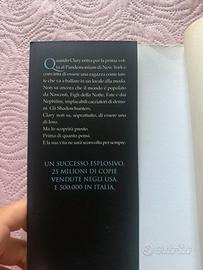 Quando Clary entra per la prima vol-
ta al Pandemonium di New York è
convinta di essere una ragazza come tan-
te che va a ballare in un locale alla moda.
Non sa ancora che il mondo è popolato
da Nascosti, Figli della Notte, Fate e dai
Nephilim, implacabili cacciatori di demo-
ni. Gli Shadowhunters.
Clary non sa, soprattutto, di essere una
di loro.
Ma lo scoprirà presto.
Prima di quanto pensi.
E la sua vita ne sarà sconvolta per sempre.
UN SUCCESSO ESPLOSIVO.
25 MILIONI DI COPIE
VENDUTE NEGLI USA,
E 500.000 IN ITALIA,
subito.it